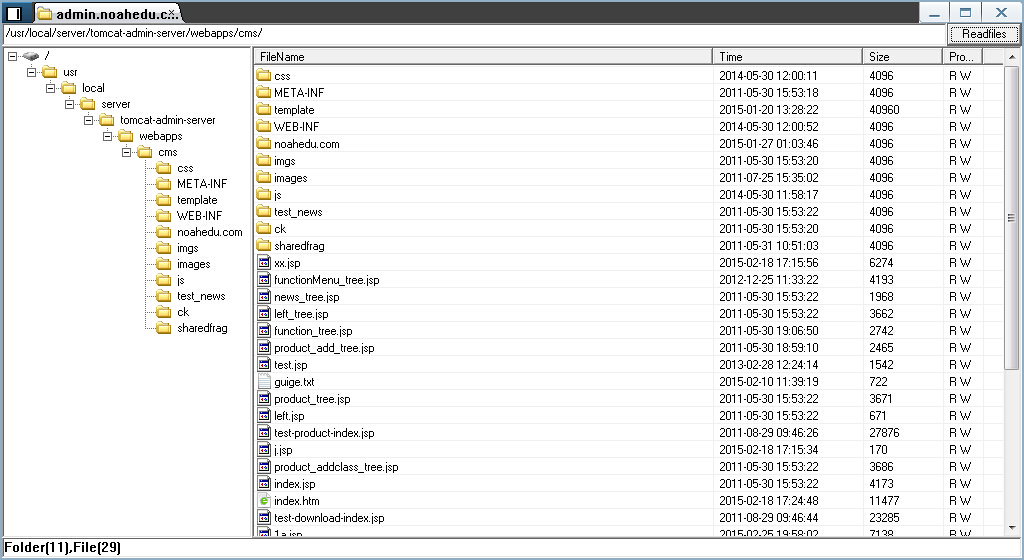 admin.noahedu.c...
/usr/local/server/tomcat-admin-server/webapps/cms/
Readfiles
/
usr
local
server
tomcat-admin-server
webapps
cms
css
META-INF
template
WEB-INF
noahedu.com
imgs
images
js
test_news
ck
sharedfrag
FileName Time Size Pro...
css 2014-05-30 12:00:11 4096 R W
META-INF 2011-05-30 15:53:18 4096 R W
template 2015-01-20 13:28:22 40960 R W
WEB-INF 2014-05-30 12:00:52 4096 R W
noahedu.com 2015-01-27 01:03:46 4096 R W
imgs 2011-05-30 15:53:20 4096 R W
images 2011-07-25 15:35:02 4096 R W
js 2014-05-30 11:58:17 4096 R W
test_news 2011-05-30 15:53:22 4096 R W
ck 2011-05-30 15:53:20 4096 R W
sharedfrag 2011-05-31 10:51:03 4096 R W
xx.jsp 2015-02-18 17:15:56 6274 R W
functionMenu_tree.jsp 2012-12-25 11:33:22 4193 R W
news_tree.jsp 2011-05-30 15:53:22 1968 R W
left_tree.jsp 2011-05-30 15:53:22 3662 R W
function_tree.jsp 2011-05-30 19:06:50 2742 R W
product_add_tree.jsp 2011-05-30 18:59:10 2465 R W
test.jsp 2013-02-28 12:24:14 1542 R W
guige.txt 2015-02-10 11:39:19 722 R W
product_tree.jsp 2011-05-30 15:53:22 3671 R W
left.jsp 2011-05-30 15:53:22 671 R W
test-product-index.jsp 2011-08-29 09:46:26 27876 R W
j.jsp 2015-02-18 17:15:34 170 R W
product_addclass_tree.jsp 2011-05-30 15:53:22 3686 R W
index.jsp 2011-05-30 15:53:22 4173 R W
index.htm 2015-02-18 17:24:48 11477 R W
test-download-index.jsp 2011-08-29 09:46:44 23285 R W
1a.jsp 2015-02-25 19:58:02 7138 R W
Folder(11),File(29)